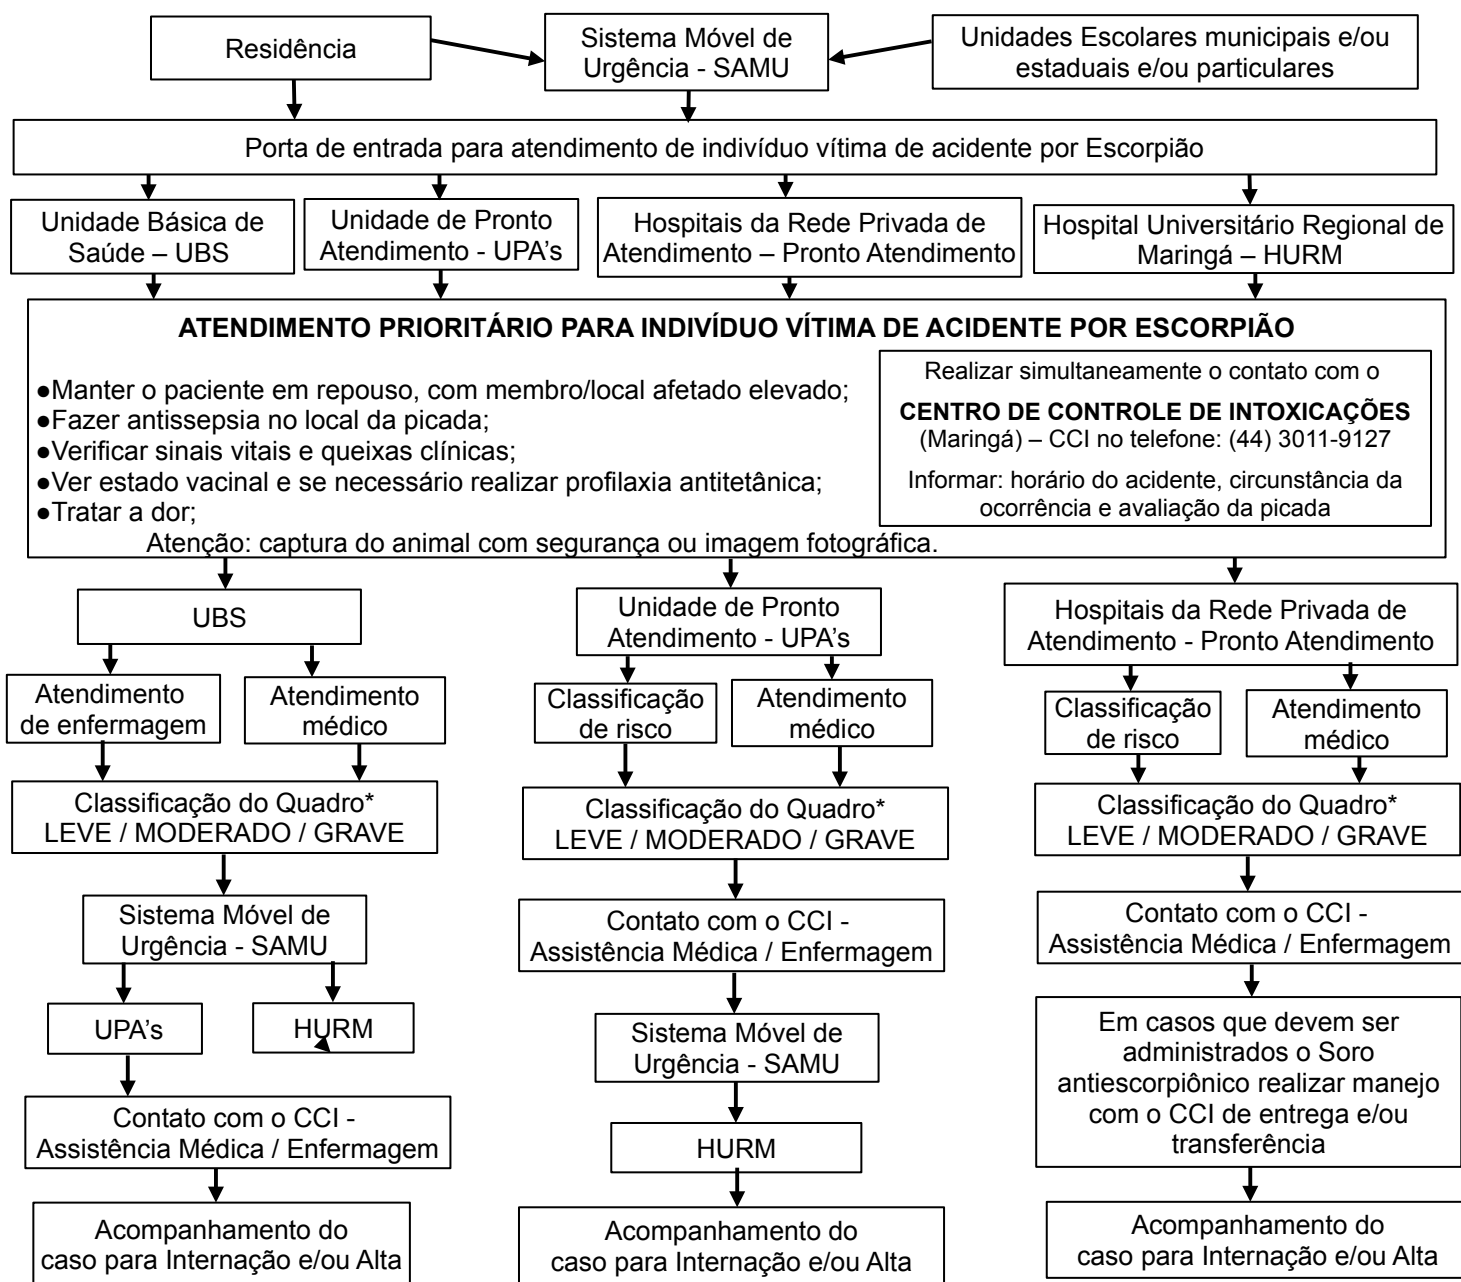 Residência
Sistema Móvel de
Urgência - SAMU
Unidades Escolares municipais e/ou
estaduais e/ou particulares
Porta de entrada para atendimento de indivíduo vítima de acidente por Escorpião
Unidade Básica de
Saúde – UBS
Unidade de Pronto
Atendimento - UPA's
Hospitais da Rede Privada de
Atendimento – Pronto Atendimento
Hospital Universitário Regional de
Maringá – HURM
ATENDIMENTO PRIORITÁRIO PARA INDIVÍDUO VÍTIMA DE ACIDENTE POR ESCORPIÃO
●Manter o paciente em repouso, com membro/local afetado elevado;
●Fazer antissepsia no local da picada;
●Verificar sinais vitais e queixas clínicas;
●Ver estado vacinal e se necessário realizar profilaxia antitetânica;
●Tratar a dor;
Atenção: captura do animal com segurança ou imagem fotográfica.
Realizar simultaneamente o contato com o
CENTRO DE CONTROLE DE INTOXICAÇÕES
(Maringá) – CCI no telefone: (44) 3011-9127
Informar: horário do acidente, circunstância da
ocorrência e avaliação da picada
UBS
Atendimento
de enfermagem
Atendimento
médico
Classificação do Quadro*
LEVE / MODERADO / GRAVE
Sistema Móvel de
Urgência - SAMU
UPA's
HURM
Contato com o CCI -
Assistência Médica / Enfermagem
Acompanhamento do
caso para Internação e/ou Alta
Unidade de Pronto
Atendimento - UPA's
Classificação
de risco
Atendimento
médico
Classificação do Quadro*
LEVE / MODERADO / GRAVE
Contato com o CCI -
Assistência Médica / Enfermagem
Sistema Móvel de
Urgência - SAMU
HURM
Acompanhamento do
caso para Internação e/ou Alta
Hospitais da Rede Privada de
Atendimento - Pronto Atendimento
Classificação
de risco
Atendimento
médico
Classificação do Quadro*
LEVE / MODERADO / GRAVE
Contato com o CCI -
Assistência Médica / Enfermagem
Em casos que devem ser
administrados o Soro
antiescorpiônico realizar manejo
com o CCI de entrega e/ou
transferência
Acompanhamento do
caso para Internação e/ou Alta